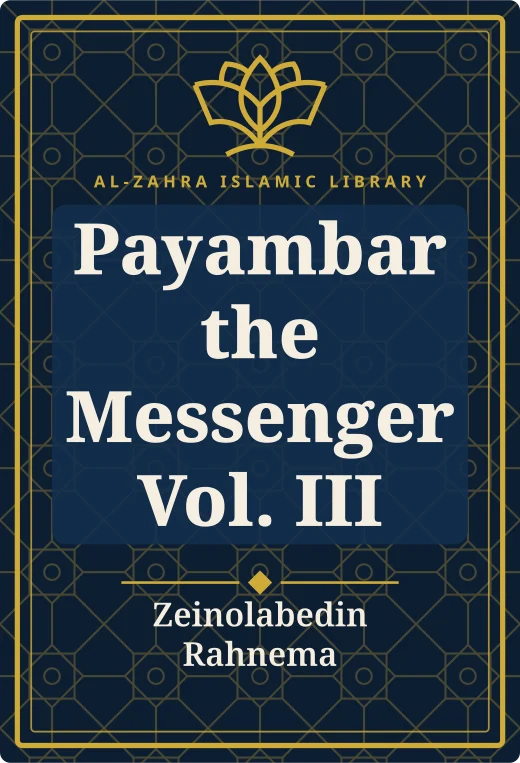 AL-ZAHRA ISLAMIC LIBRARY
Payambar
the
Messenger
Vol. III
Zeinolabedin
Rahnema